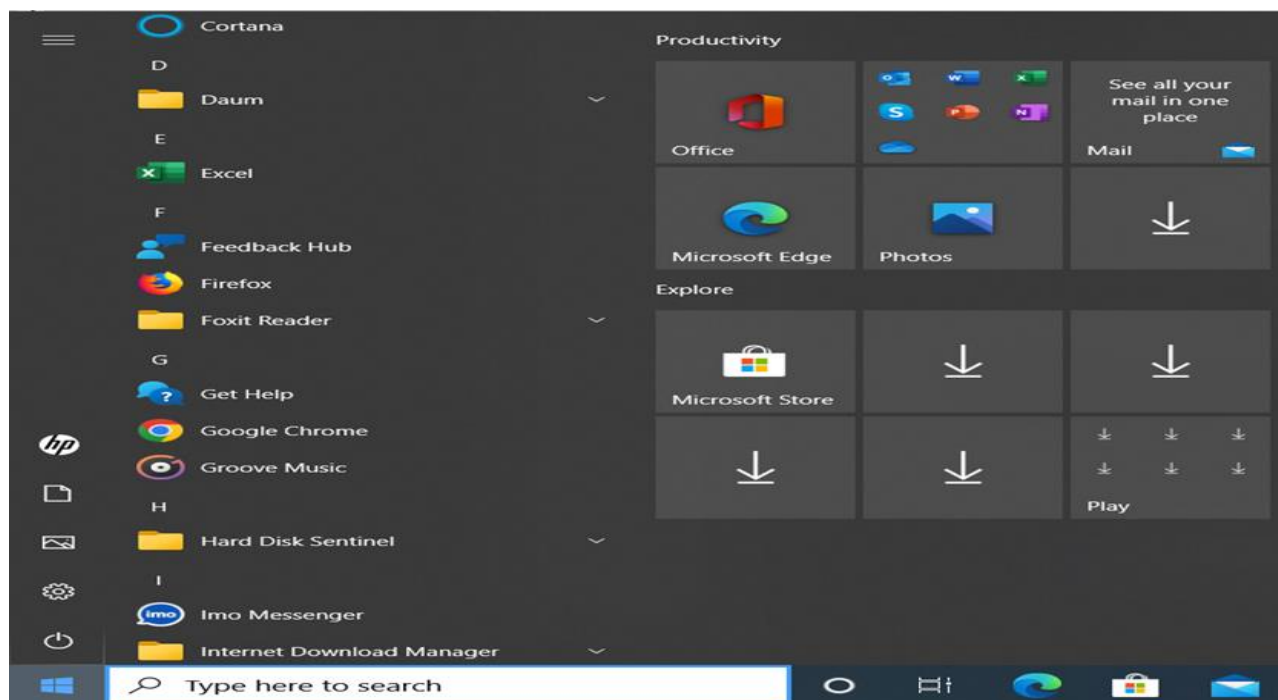 Cortana
D
Daum
E
Excel
F
Feedback Hub
Firefox
Foxit Reader
G
Get Help
Google Chrome
Groove Music
H
Hard Disk Sentinel
I
imo
Imo Messenger
Internet Download Manager
hp
Productivity
Office
See all your
mail in one
place
Mail
Microsoft Edge
Photos
Explore
Microsoft Store
Play
Type here to search